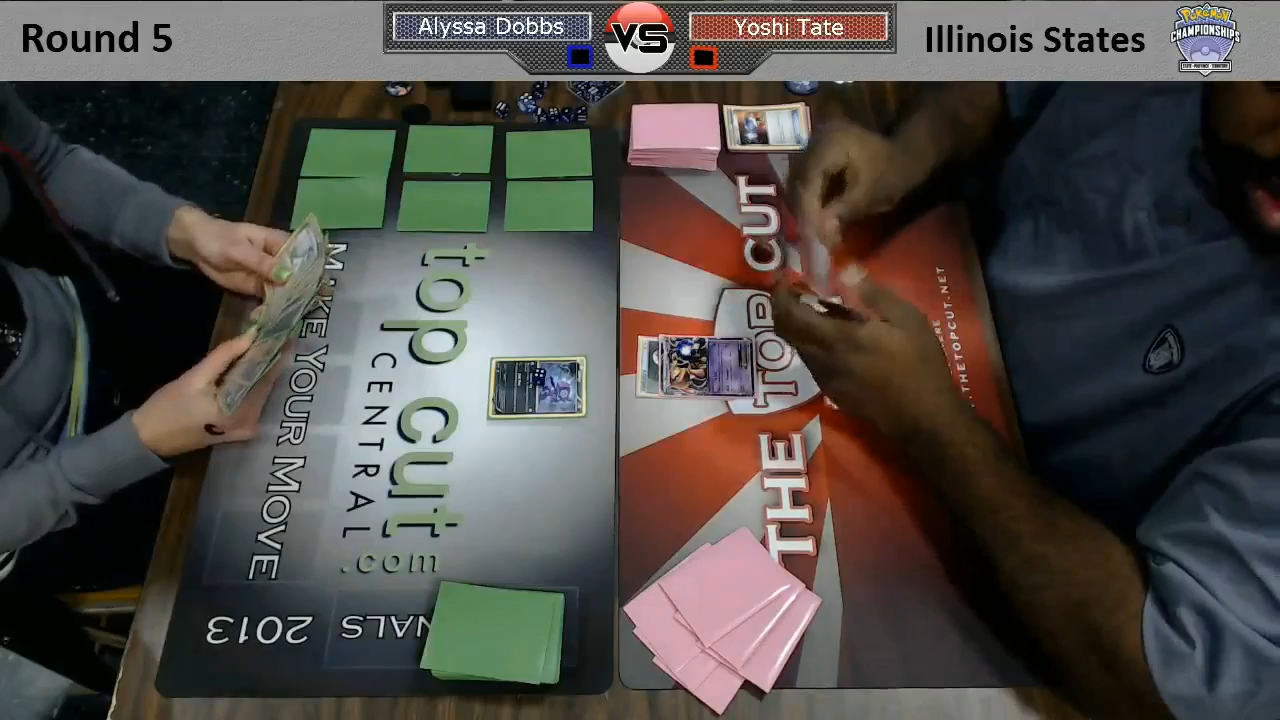 Round 5
Alyssa Dobbs
VS
Yoshi Tate
Illinois States
POKÉMON
CHAMPIONSHIPS
top cut
CENTRAL
.com
MAKE YOUR MOVE
2013
NALS
THE TOP CUT
THETOPCUT.NET